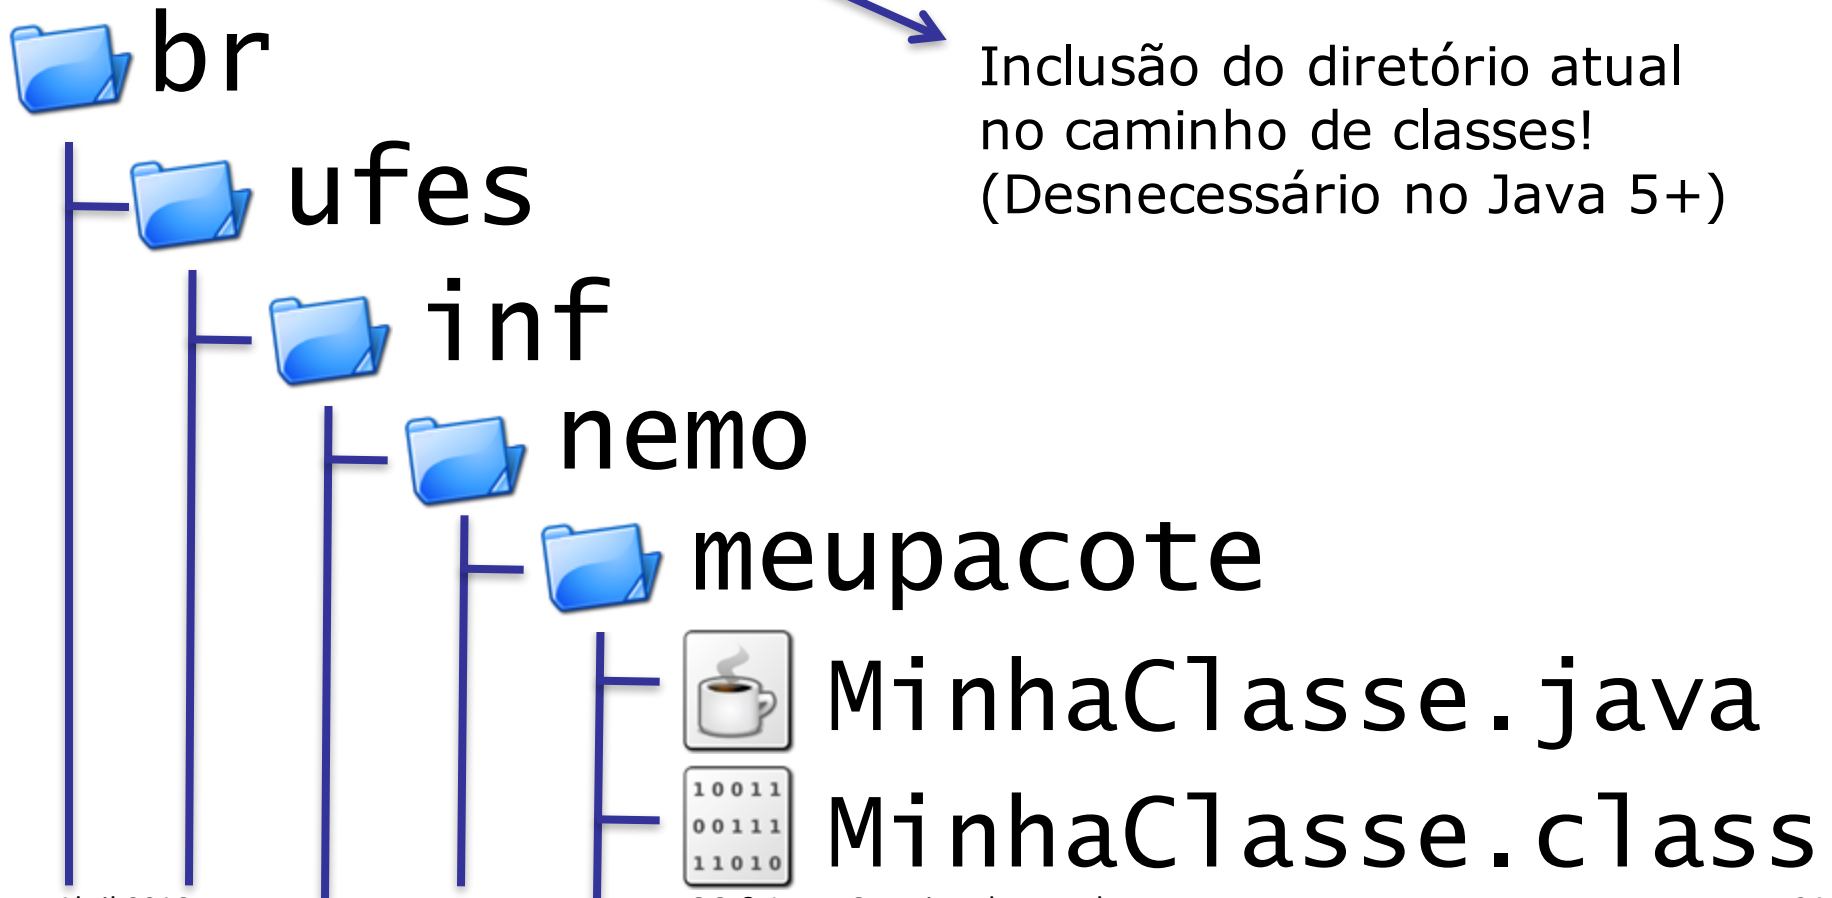 br
Inclusão do diretório atual
no caminho de classes!
(Desnecessário no Java 5+)
ufes
inf
nemo
meupacote
MinhaClasse.java
10011
00111
11010
MinhaClasse.class